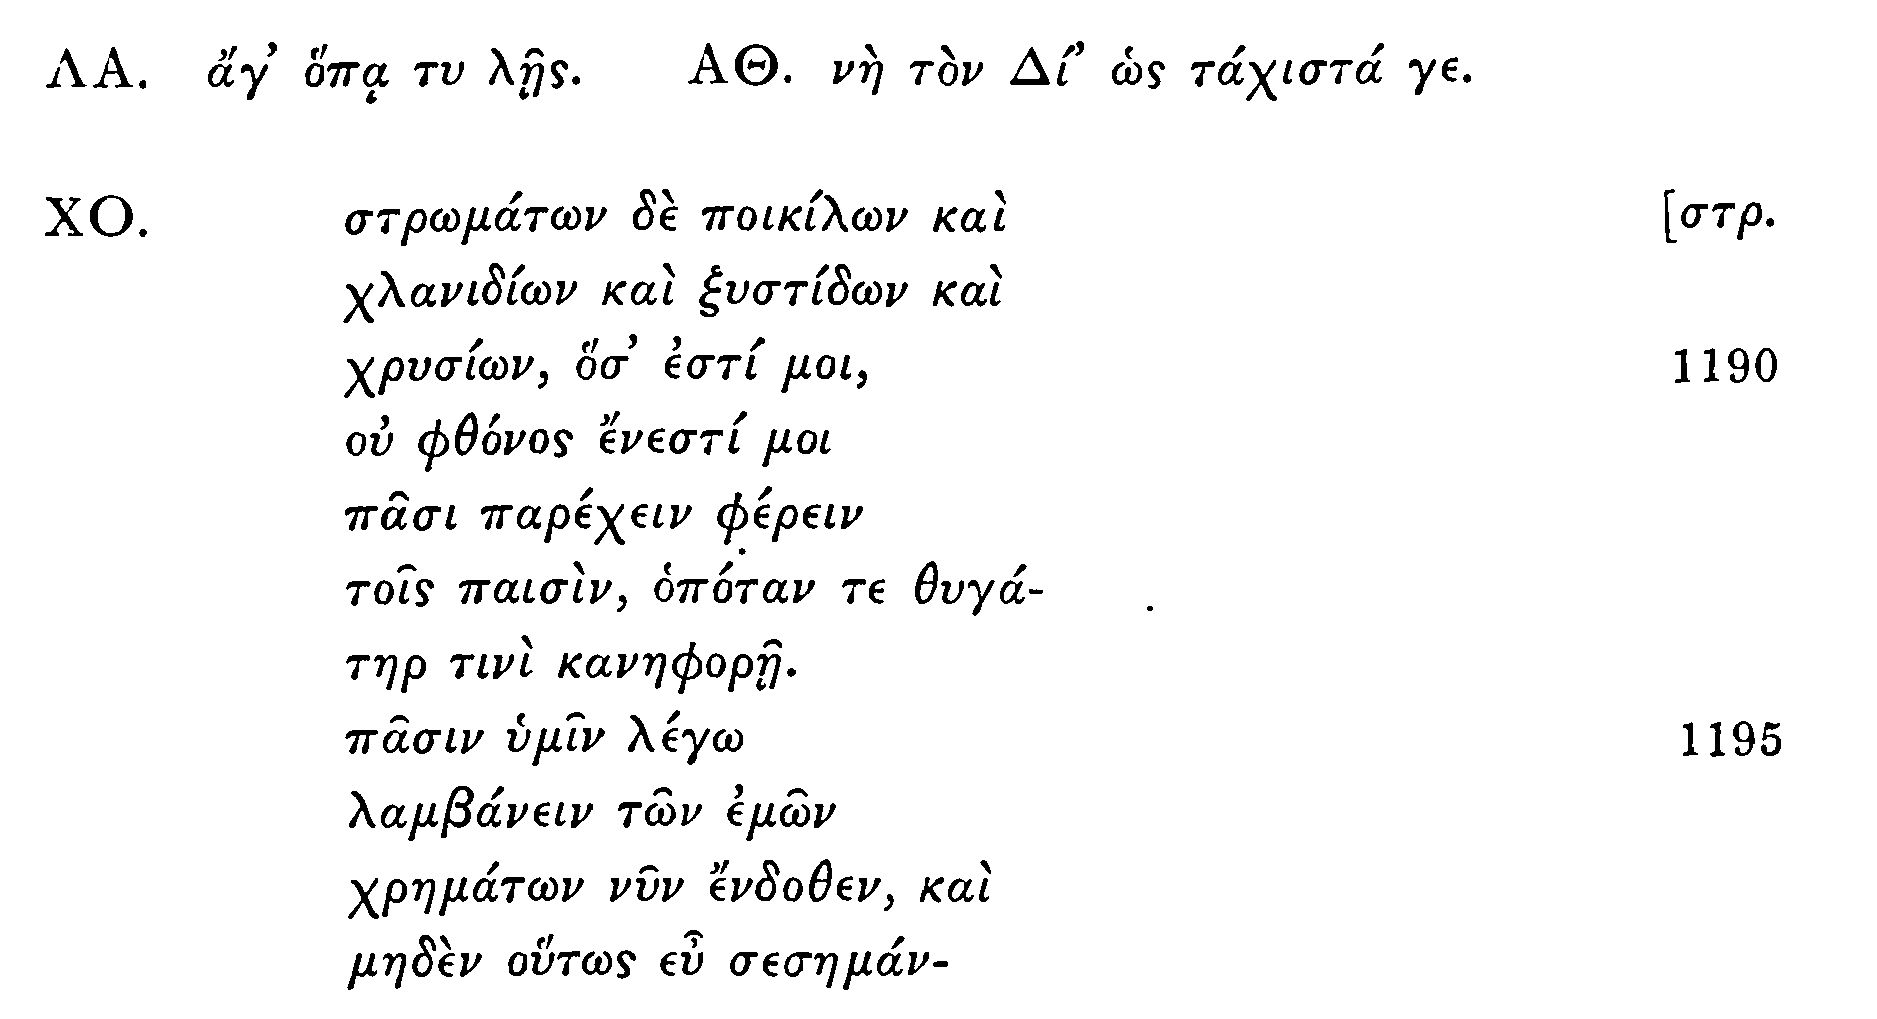 ΛΑ. ἄγ’ ὅπᾳ τυ λῇς. ΑΘ. νὴ τὸν Δί’ ὡς τάχιστά γε.
ΧΟ. στρωμάτων δὲ ποικίλων καὶ [στρ.
χλανιδίων καὶ ξυστίδων καὶ
χρυσίων, ὅσ’ ἐστί μοι, 1190
οὐ φθόνος ἔνεστί μοι
πᾶσι παρέχειν φέρειν
τοῖς παισὶν, ὁπόταν τε θυγά-
τηρ τινὶ κανηφορῇ.
πᾶσιν ὑμῖν λέγω 1195
λαμβάνειν τῶν ἐμῶν
χρημάτων νῦν ἔνδοθεν, καὶ
μηδὲν οὕτως εὖ σεσημάν-